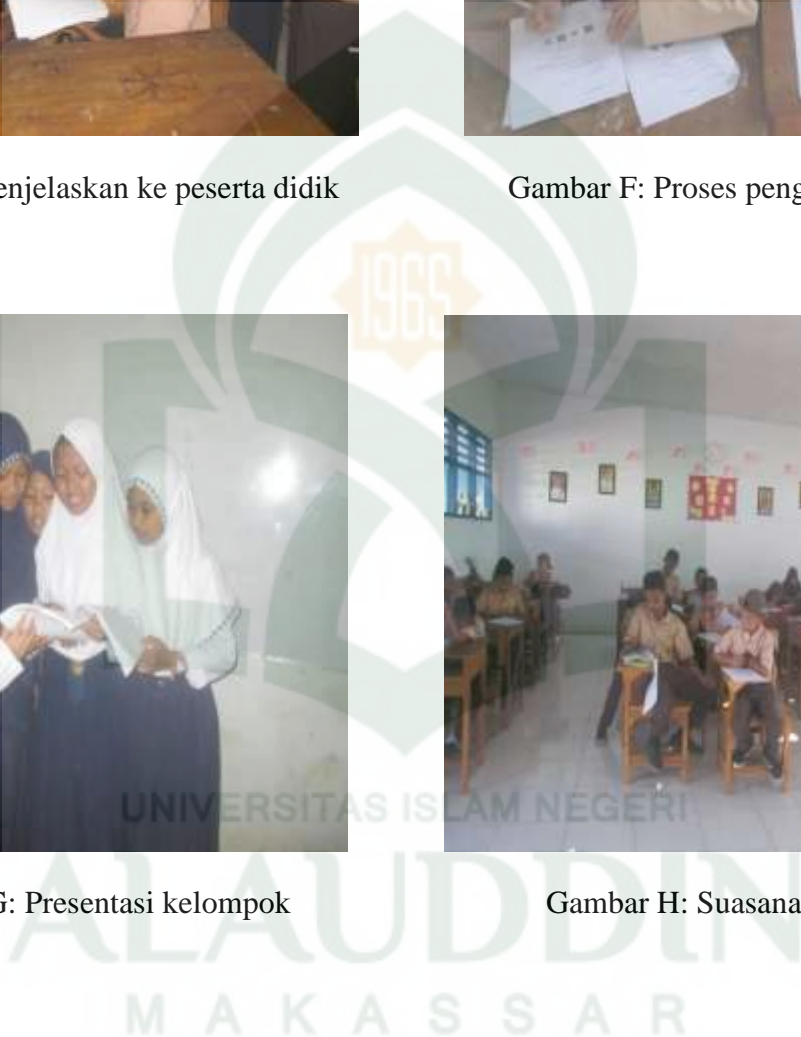 enjelaskan ke peserta didik
Gambar F: Proses peng
1965
G: Presentasi kelompok
Gambar H: Suasana
UNIVERSITAS ISLAM NEGERI
ALAUDDIN
MAKASSAR